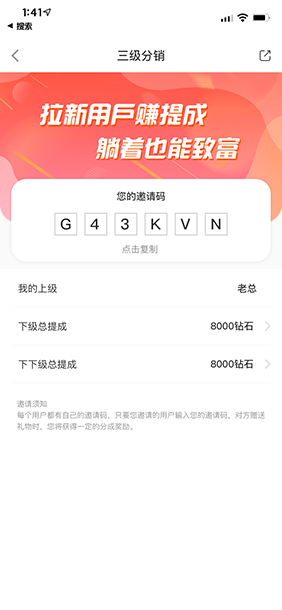 1:41
搜索
三级分销
拉新用戶赚提成
躺着也能致富
您的邀请码
G 4 3 K V N
点击复制
我的上级 老总
下级总提成 8000钻石
下下级总提成 8000钻石
邀请须知
每个用户都有自己的邀请码，只要您邀请的用户输入您的邀请码，对方赠送
礼物时，您将获得一定的分成奖励。